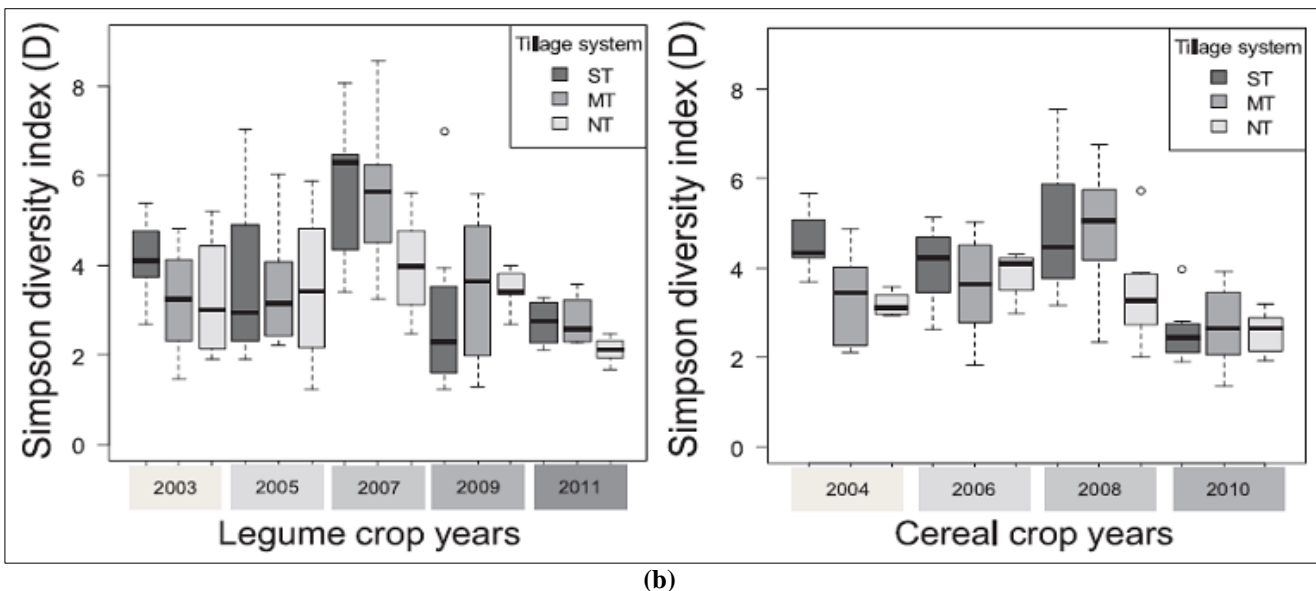 Simpson diversity index (D)
8
6
4
2
0
Tillage system
ST
MT
NT
2003 2005 2007 2009 2011
Legume crop years
Simpson diversity index (D)
8
6
4
2
0
Tillage system
ST
MT
NT
2004 2006 2008 2010
Cereal crop years
(b)